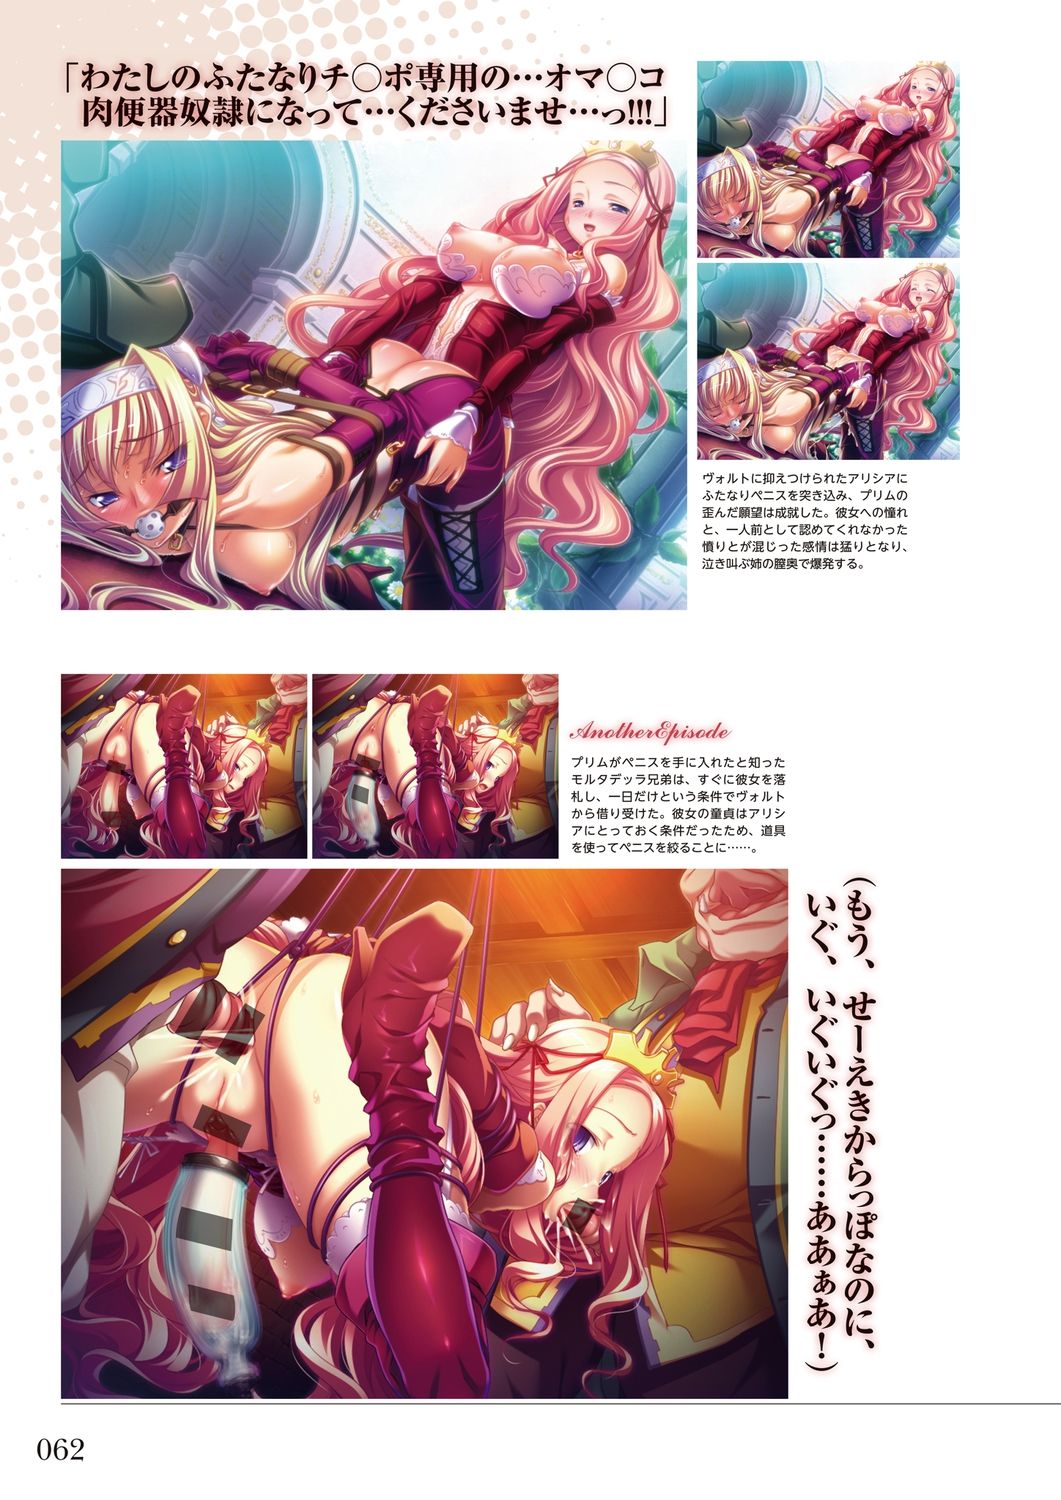 「わたしのふたなりチ○ポ専用の…オマ○コ
肉便器奴隷になって…くださいませ…っ!!!」
ヴォルトに抑えつけられたアリシアに
ふたなりペニスを突き込み、プリムの
歪んだ願望は成就した。彼女への憧れ
と、一人前として認めてくれなかった
憤りとが混じった感情は猛りとなり、
泣き叫ぶ姉の膣奥で爆発する。
AnotherEpisode
プリムがペニスを手に入れたと知った
モルタデッラ兄弟は、すぐに彼女を落
札し、一日だけという条件でヴォルト
から借り受けた。彼女の童貞はアリシ
アにとっておく条件だったため、道具
を使ってペニスを絞ることに……。
（もう、せーえきからっぽなのに、
いぐ、いぐいぐっ……ああぁあ！）
062